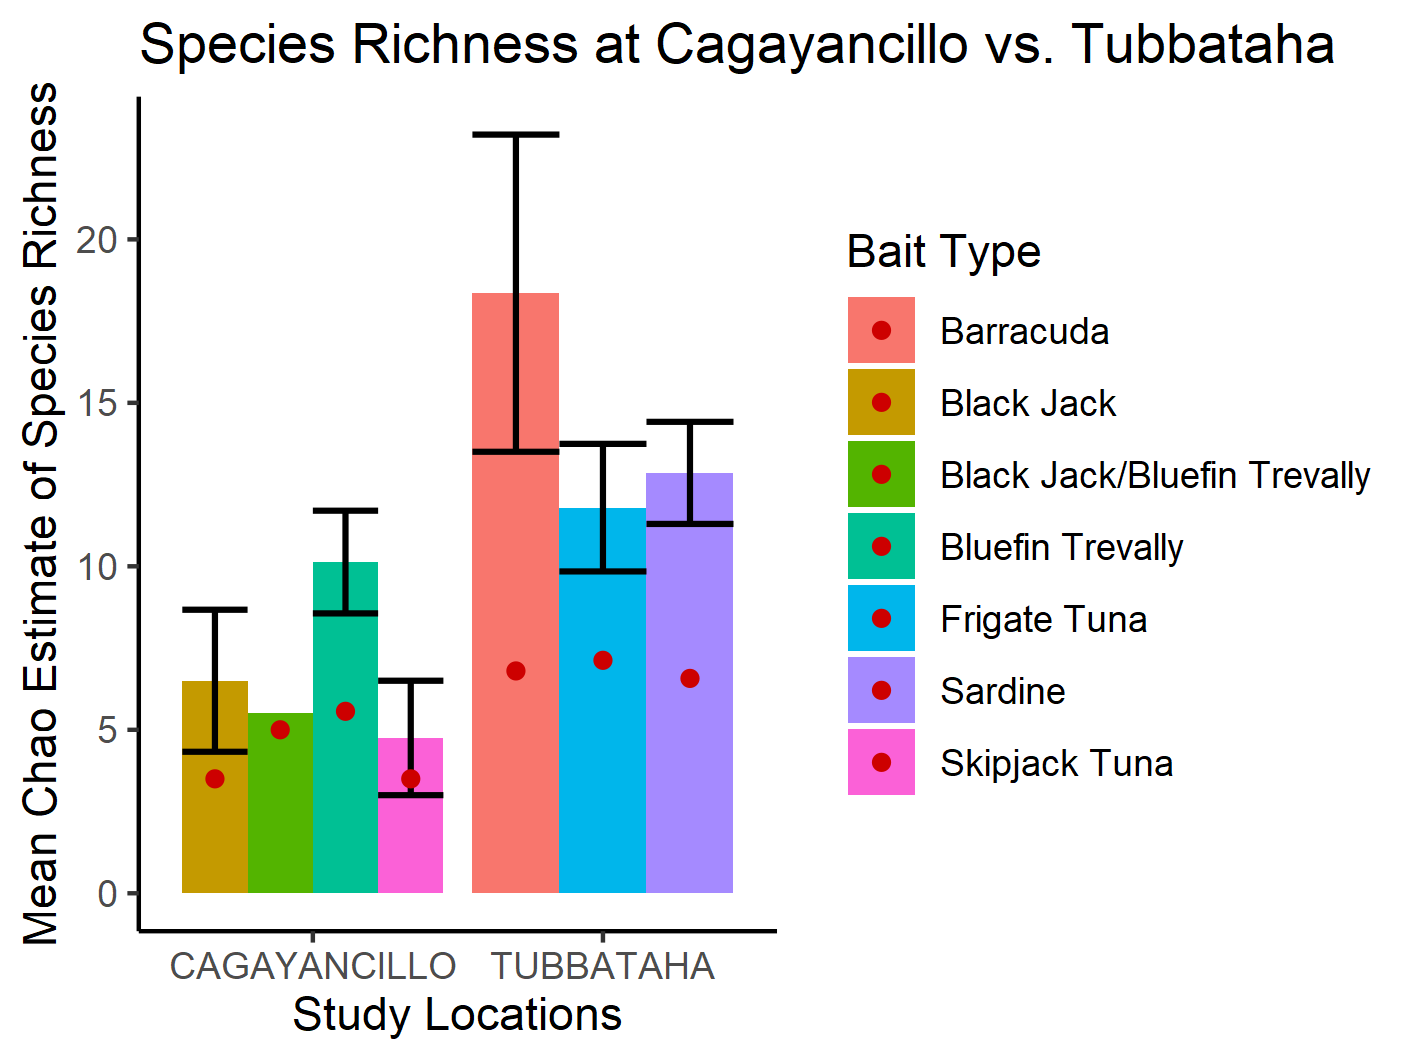 Species Richness at Cagayancillo vs. Tubbataha
Mean Chao Estimate of Species Richness
20
15
10
5
0
CAGAYANCILLO
TUBBATAHA
Study Locations
Bait Type
Barracuda
Black Jack
Black Jack/Bluefin Trevally
Bluefin Trevally
Frigate Tuna
Sardine
Skipjack Tuna